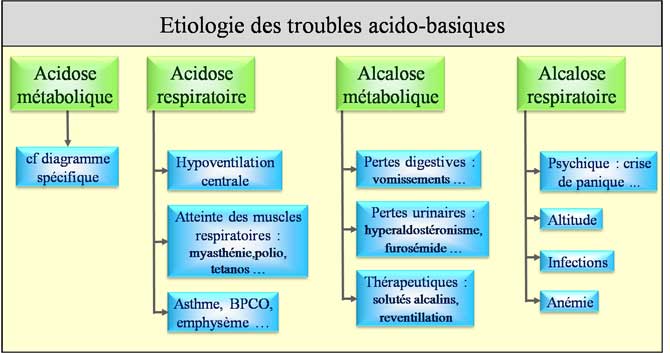 Etiologie des troubles acido-basiques
Acidose
métabolique
cf diagramme
spécifique
Acidose
respiratoire
Hypoventilation
centrale
Atteinte des muscles
respiratoires :
myasthénie,polio,
tetanos ...
Asthme, BPCO,
emphysème ...
Alcalose
métabolique
Pertes digestives :
vomissements ...
Pertes urinaires :
hyperaldostéronisme,
furosémide ...
Thérapeutiques :
solutés alcalins,
reventillation
Alcalose
respiratoire
Psychique : crise
de panique ...
Altitude
Infections
Anémie